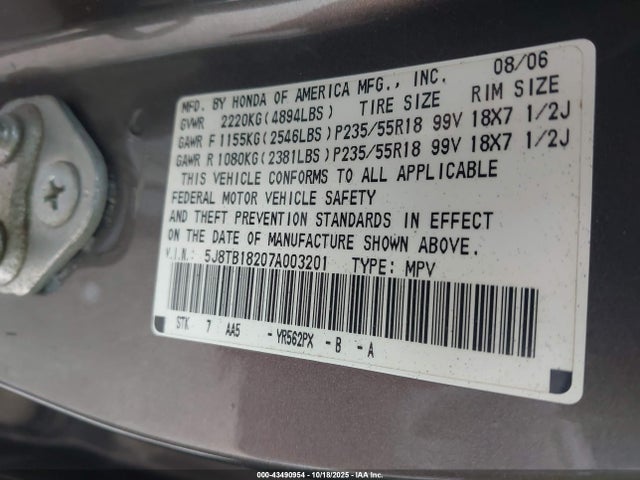 08/06
MFD. BY HONDA OF AMERICA MFG., INC.
GVWR 2220KG(4894LBS) TIRE SIZE RIM SIZE
GAWR F 1155KG(2546LBS)P235/55R18 99V 18X7 1/2J
GAWR R 1080KG(2381LBS)P235/55R18 99V 18X7 1/2J
THIS VEHICLE CONFORMS TO ALL APPLICABLE
FEDERAL MOTOR VEHICLE SAFETY
AND THEFT PREVENTION STANDARDS IN EFFECT
ON THE DATE OF MANUFACTURE SHOWN ABOVE.
V.I.N.: 5J8TB18207A003201 TYPE: MPV
STK 7 AA5 -YR562PX -B -A
000-43490954 | 10/18/2025 | IAA Inc.